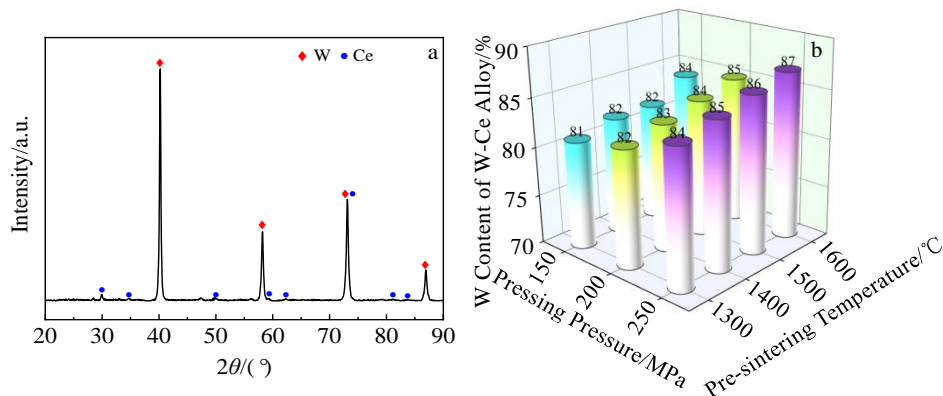 a
W Ce
Intensity/a.u.
20 30 40 50 60 70 80 90
2θ/(°)
b
W Content of W-Ce Alloy/%
90
85
80
75
70
84 85 87
82 84 86
82 83 85
81 82 84
150
200
250
Pressing Pressure/MPa
1300
1400
1500
1600
Pre-sintering Temperature/℃